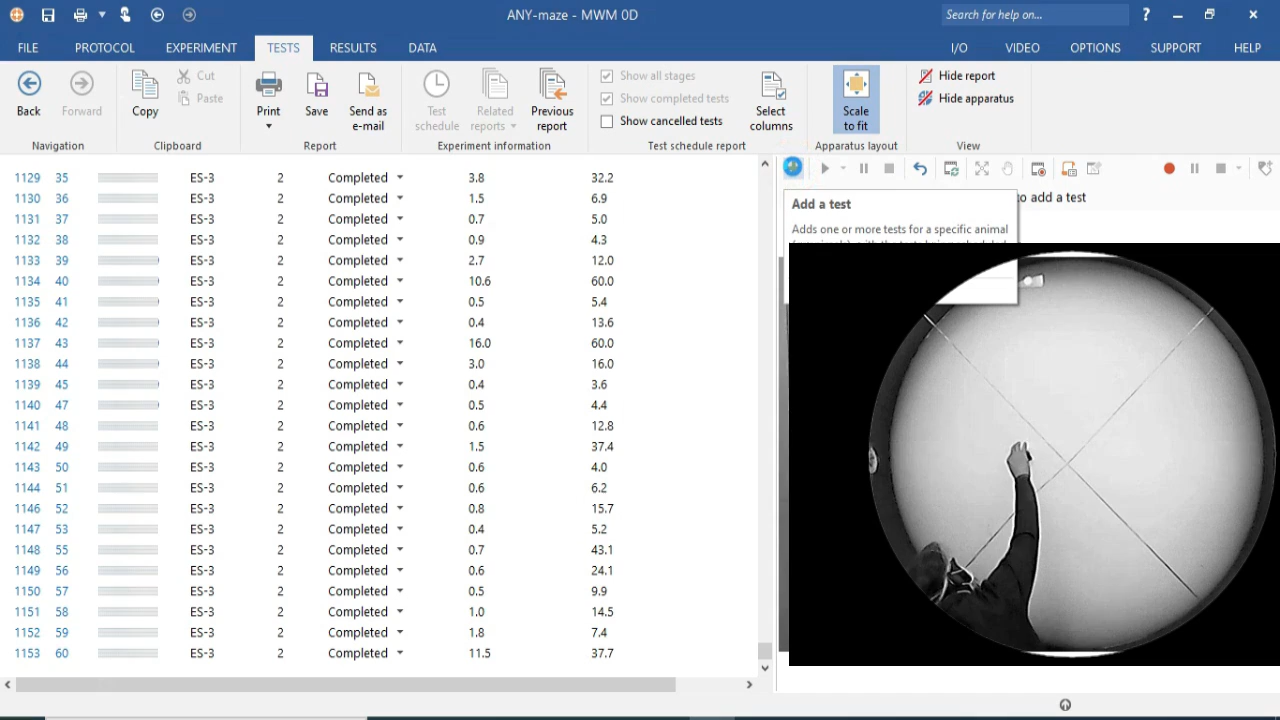 ANY-maze - MWM 0D
Search for help on...
?
FILE PROTOCOL EXPERIMENT TESTS RESULTS DATA I/O VIDEO OPTIONS SUPPORT HELP
Back
Forward
Navigation
Copy
Cut
Paste
Clipboard
Print
Save
Send as
e-mail
Report
Test
schedule
Related
reports
Previous
report
Experiment information
Show all stages
Show completed tests
Show cancelled tests
Select
columns
Test schedule report
Scale
to fit
Apparatus layout
Hide report
Hide apparatus
View
1129 35 ES-3 2 Completed 3.8 32.2
1130 36 ES-3 2 Completed 1.5 6.9
1131 37 ES-3 2 Completed 0.7 5.0
1132 38 ES-3 2 Completed 0.9 4.3
1133 39 ES-3 2 Completed 2.7 12.0
1134 40 ES-3 2 Completed 10.6 60.0
1135 41 ES-3 2 Completed 0.5 5.4
1136 42 ES-3 2 Completed 0.4 13.6
1137 43 ES-3 2 Completed 16.0 60.0
1138 44 ES-3 2 Completed 3.0 16.0
1139 45 ES-3 2 Completed 0.4 3.6
1140 47 ES-3 2 Completed 0.5 4.4
1141 48 ES-3 2 Completed 0.6 12.8
1142 49 ES-3 2 Completed 1.5 37.4
1143 50 ES-3 2 Completed 0.6 4.0
1144 51 ES-3 2 Completed 0.6 6.2
1146 52 ES-3 2 Completed 0.8 15.7
1147 53 ES-3 2 Completed 0.4 5.2
1148 55 ES-3 2 Completed 0.7 43.1
1149 56 ES-3 2 Completed 0.6 24.1
1150 57 ES-3 2 Completed 0.5 9.9
1151 58 ES-3 2 Completed 1.0 14.5
1152 59 ES-3 2 Completed 1.8 7.4
1153 60 ES-3 2 Completed 11.5 37.7
to add a test
Add a test
Adds one or more tests for a specific animal